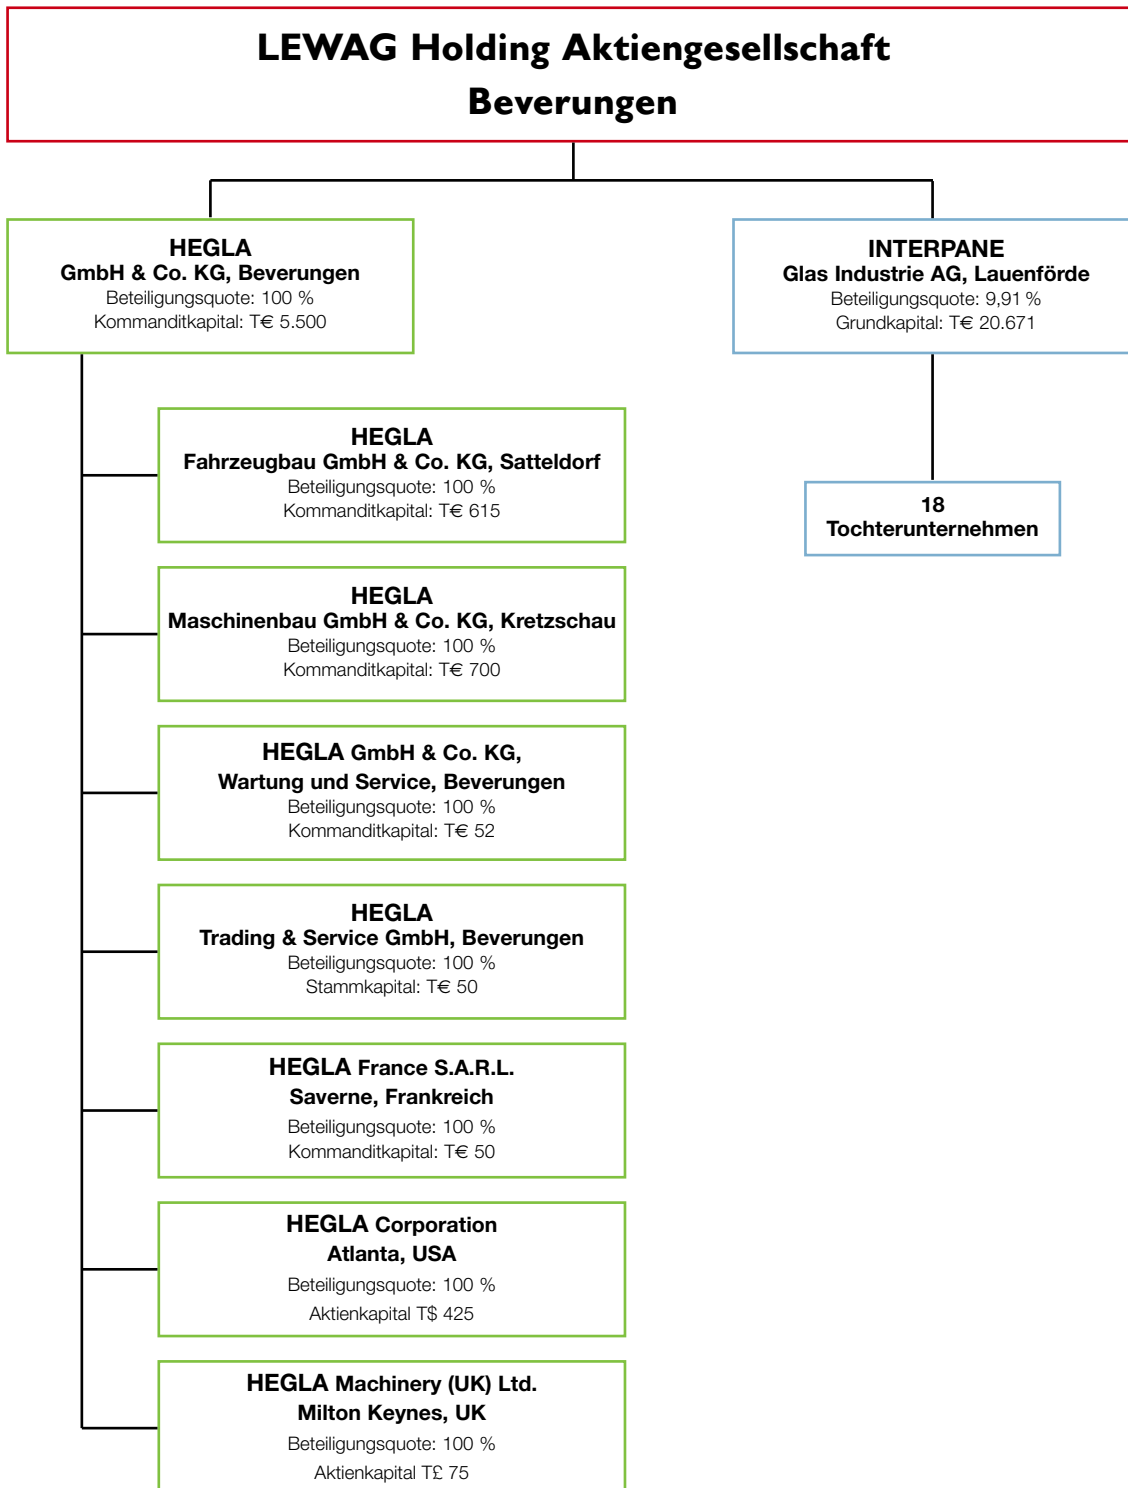 LEWAG Holding Aktiengesellschaft
Beverungen
HEGLA
GmbH & Co. KG, Beverungen
Beteiligungsquote: 100 %
Kommanditkapital: T€ 5.500
INTERPANE
Glas Industrie AG, Lauenförde
Beteiligungsquote: 9,91 %
Grundkapital: T€ 20.671
HEGLA
Fahrzeugbau GmbH & Co. KG, Satteldorf
Beteiligungsquote: 100 %
Kommanditkapital: T€ 615
18
Tochterunternehmen
HEGLA
Maschinenbau GmbH & Co. KG, Kretzschau
Beteiligungsquote: 100 %
Kommanditkapital: T€ 700
HEGLA GmbH & Co. KG,
Wartung und Service, Beverungen
Beteiligungsquote: 100 %
Kommanditkapital: T€ 52
HEGLA
Trading & Service GmbH, Beverungen
Beteiligungsquote: 100 %
Stammkapital: T€ 50
HEGLA France S.A.R.L.
Saverne, Frankreich
Beteiligungsquote: 100 %
Kommanditkapital: T€ 50
HEGLA Corporation
Atlanta, USA
Beteiligungsquote: 100 %
Aktienkapital T$ 425
HEGLA Machinery (UK) Ltd.
Milton Keynes, UK
Beteiligungsquote: 100 %
Aktienkapital T£ 75